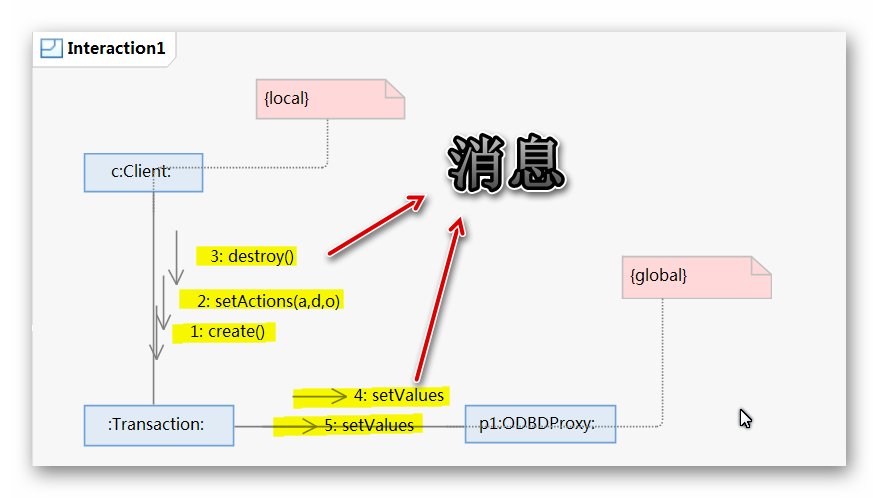 Interaction1
{local}
消息
c:Client:
3: destroy()
{global}
2: setActions(a,d,o)
1: create()
4: setValues
:Transaction:
5: setValues
p1:ODBDProxy: